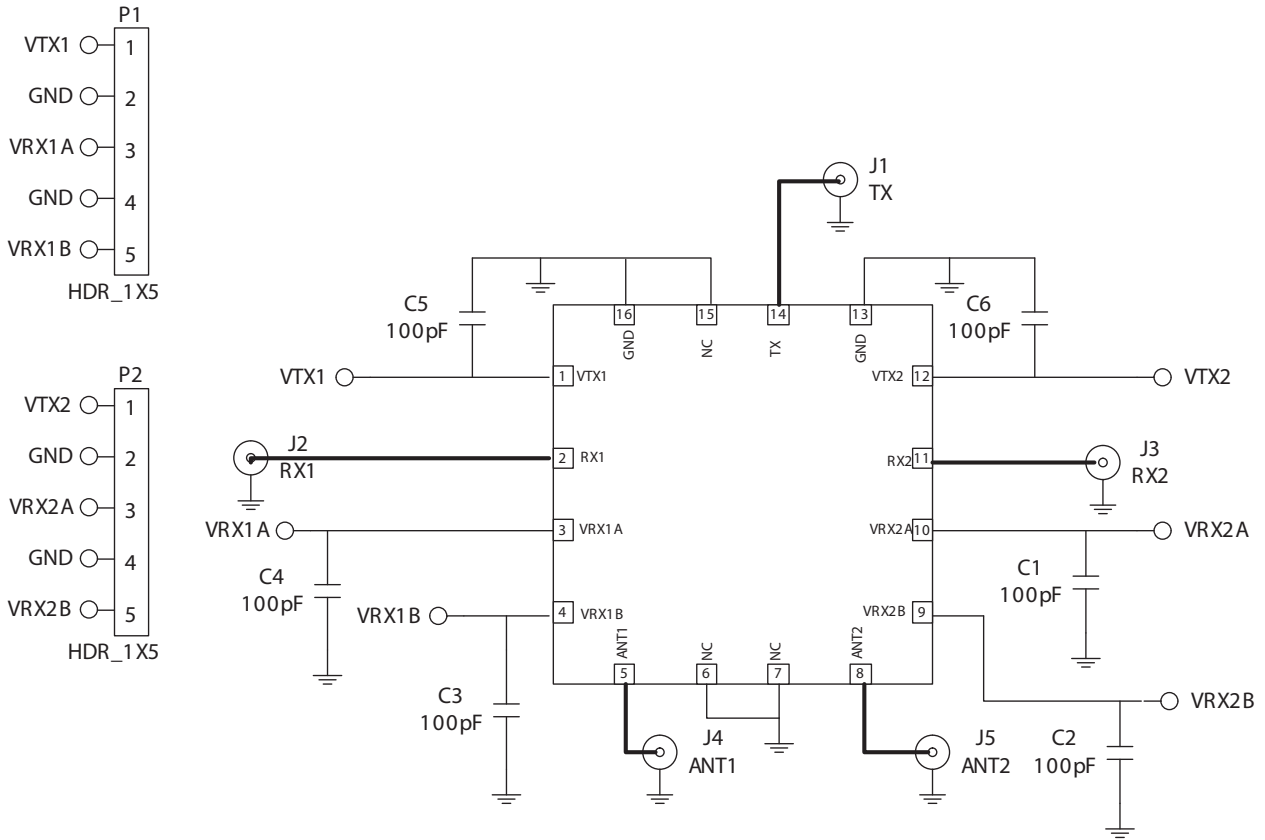 P1
VTX1
1
GND
2
VRX1A
3
GND
4
VRX1B
5
HDR_1X5
P2
VTX2
1
GND
2
VRX2A
3
GND
4
VRX2B
5
HDR_1X5
J1
TX
C5
100pF
C6
100pF
16
15
14
13
GND
NC
TX
GND
VTX1
1
VTX1
VTX2
12
VTX2
J2
RX1
2
RX1
RX2
11
J3
RX2
VRX1A
3
VRX1A
VRX2A
10
VRX2A
C4
100pF
C1
100pF
VRX1B
4
VRX1B
VRX2B
9
ANT1
NC
NC
ANT2
5
6
7
8
C3
100pF
VRX2B
J4
ANT1
J5
ANT2
C2
100pF